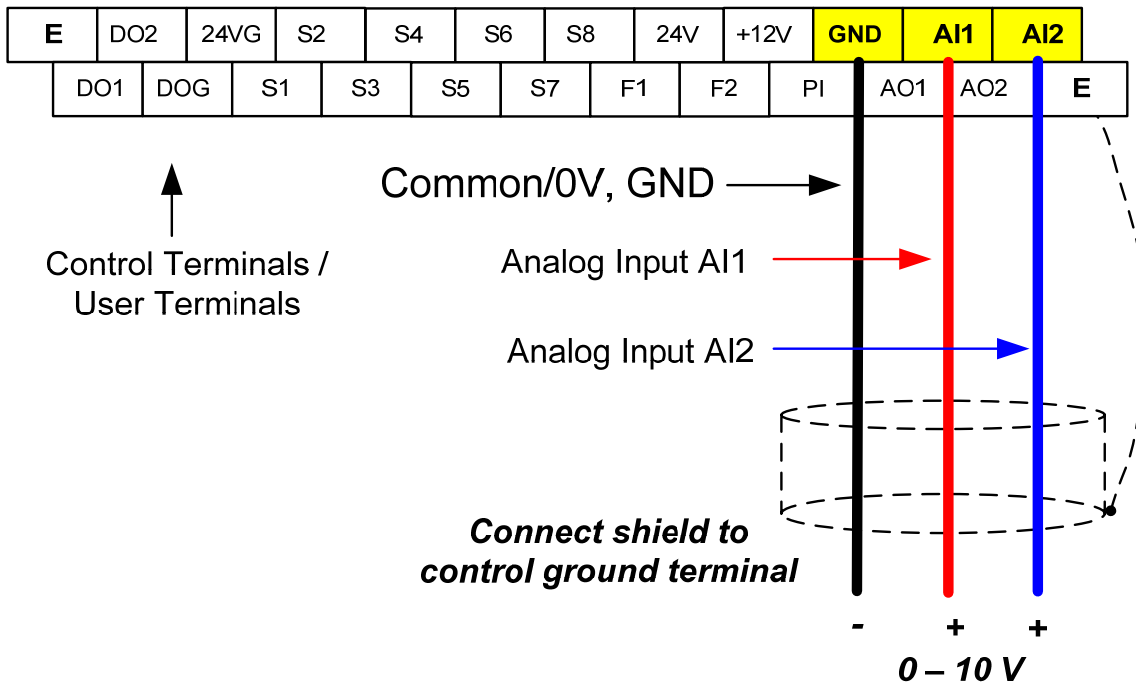 E DO2 24VG S2 S4 S6 S8 24V +12V GND AI1 AI2
DO1 DOG S1 S3 S5 S7 F1 F2 PI AO1 AO2 E
Common/0V, GND
Control Terminals /
User Terminals
Analog Input AI1
Analog Input AI2
Connect shield to
control ground terminal
- + +
0 – 10 V